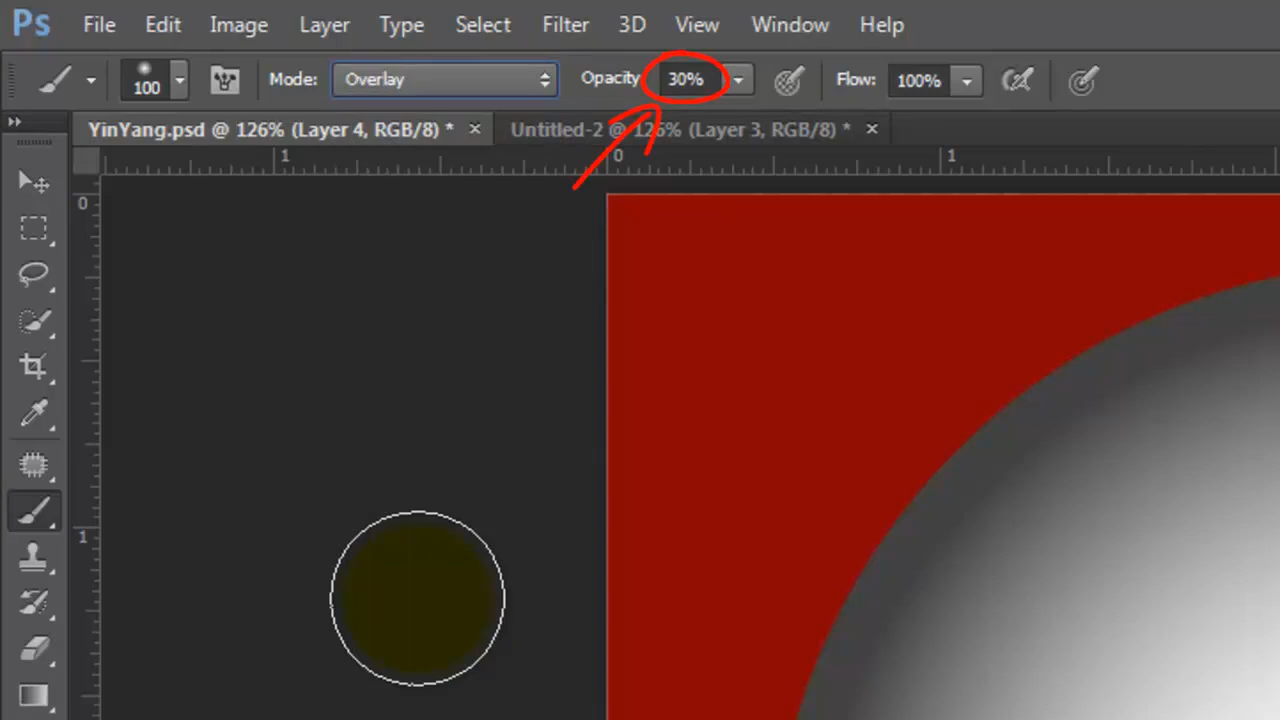 Ps File Edit Image Layer Type Select Filter 3D View Window Help
100 Mode: Overlay Opacity: 30% Flow: 100%
YinYang.psd @ 126% (Layer 4, RGB/8) * × Untitled-2 @ 126% (Layer 3, RGB/8) * ×
1 0 1
0
1